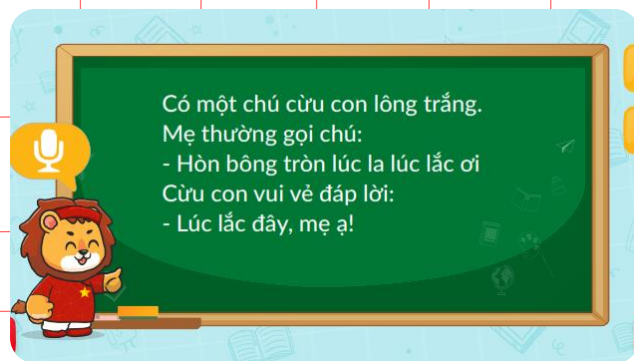 Có một chú cừu con lông trắng.
Mẹ thường gọi chú:
- Hòn bông tròn lúc la lúc lắc ơi
Cừu con vui vẻ đáp lời:
- Lúc lắc đây, mẹ ạ!